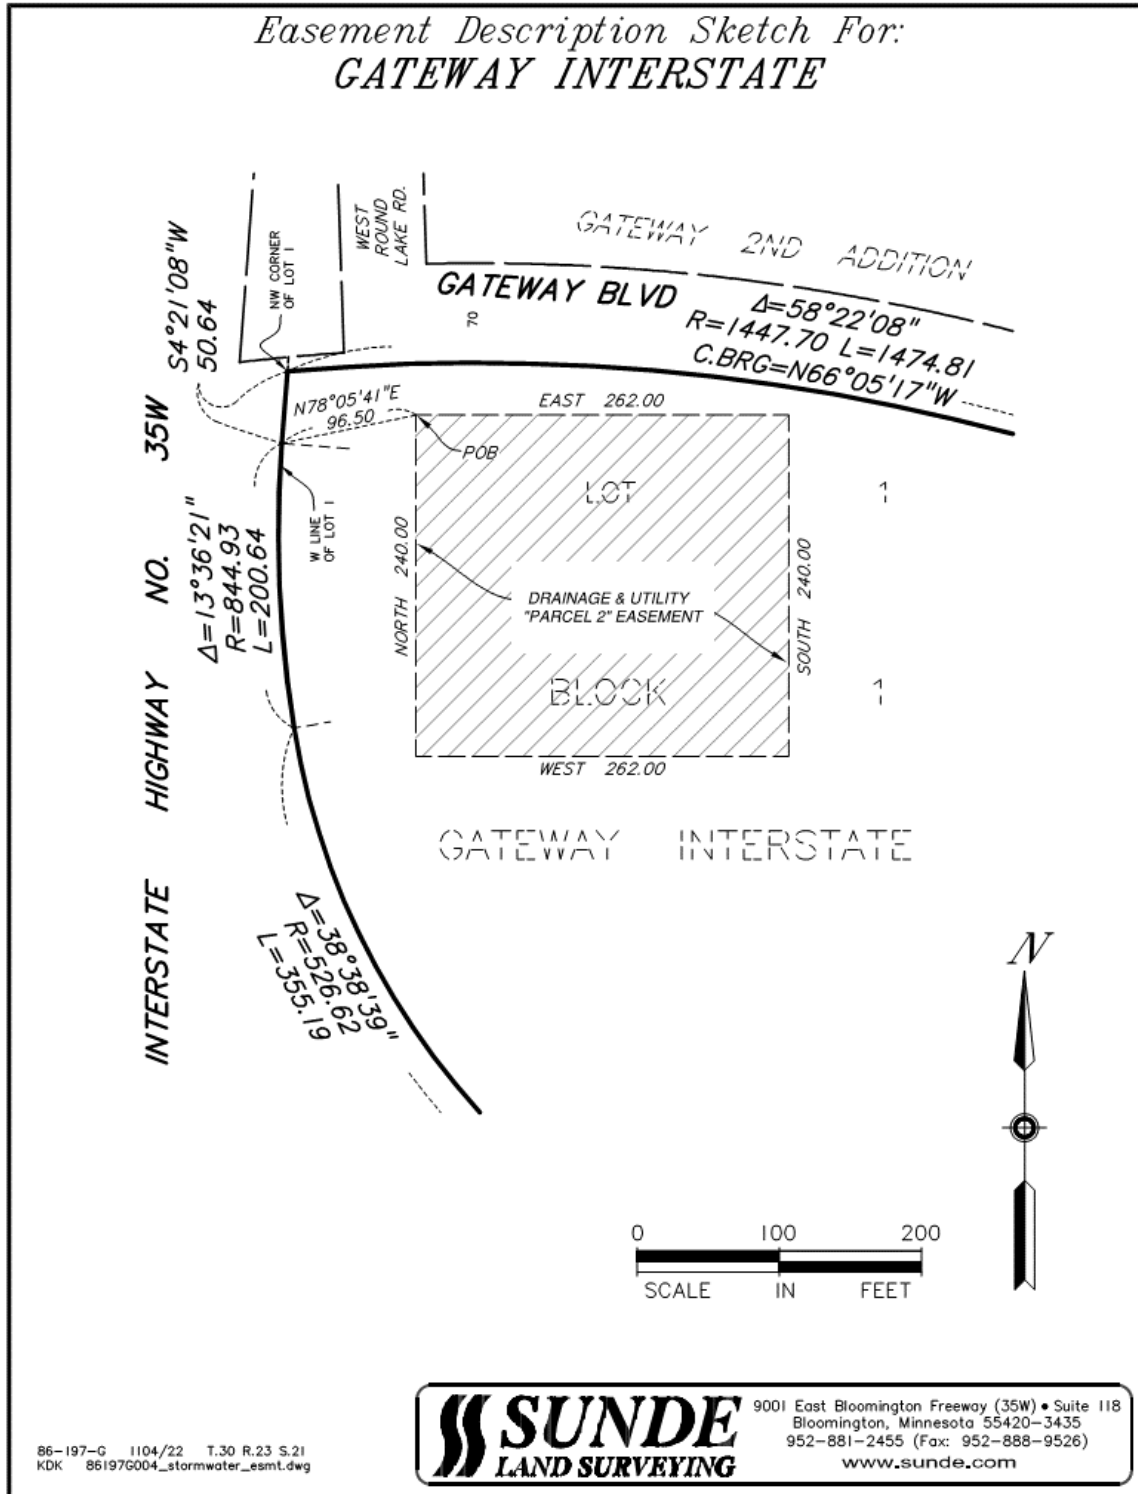 Easement Description Sketch For:
GATEWAY INTERSTATE
WEST
ROUND
LAKE RD.
GATEWAY 2ND ADDITION
S4°21'08"W
50.64
NW CORNER
OF LOT 1
GATEWAY BLVD
70
Δ=58°22'08"
R=1447.70 L=1474.81
C.BRG=N66°05'17"W
N78°05'41"E
96.50
EAST 262.00
POB
LOT 1
W LINE
OF LOT 1
Δ=13°36'21"
R=844.93
L=200.64
NORTH 240.00
DRAINAGE & UTILITY
"PARCEL 2" EASEMENT
SOUTH 240.00
BLOCK 1
WEST 262.00
INTERSTATE HIGHWAY NO. 35W
GATEWAY INTERSTATE
Δ=38°38'39"
R=526.62
L=355.19
N
0 100 200
SCALE IN FEET
SUNDE
LAND SURVEYING
9001 East Bloomington Freeway (35W) • Suite 118
Bloomington, Minnesota 55420-3435
952-881-2455 (Fax: 952-888-9526)
www.sunde.com
86-197-G 1104/22 T.30 R.23 S.21
KDK 86197G004_stormwater_esmt.dwg